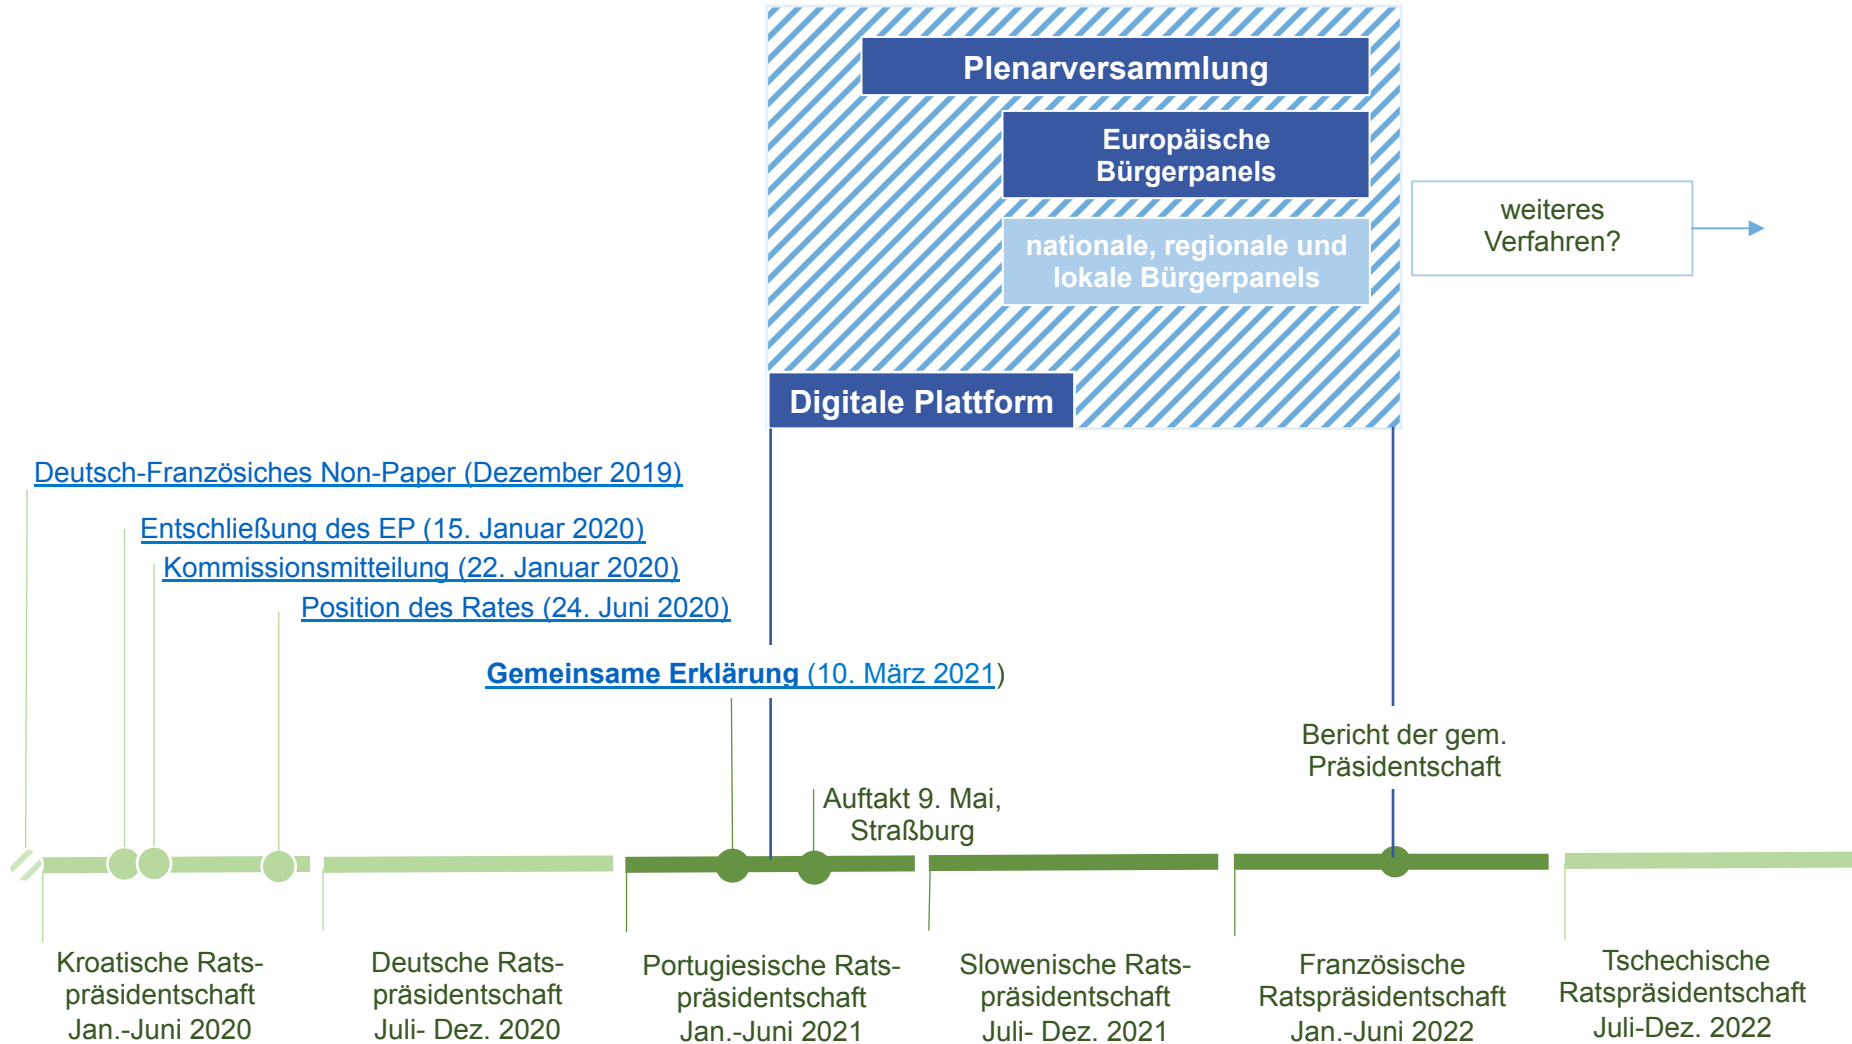 Plenarversammlung
Europäische
Bürgerpanels
nationale, regionale und
lokale Bürgerpanels
weiteres
Verfahren?
Digitale Plattform
Deutsch-Französiches Non-Paper (Dezember 2019)
Entschließung des EP (15. Januar 2020)
Kommissionsmitteilung (22. Januar 2020)
Position des Rates (24. Juni 2020)
Gemeinsame Erklärung (10. März 2021)
Bericht der gem.
Präsidentschaft
Auftakt 9. Mai,
Straßburg
Kroatische Rats-
präsidentschaft
Jan.-Juni 2020
Deutsche Rats-
präsidentschaft
Juli- Dez. 2020
Portugiesische Rats-
präsidentschaft
Jan.-Juni 2021
Slowenische Rats-
präsidentschaft
Juli- Dez. 2021
Französische
Ratspräsidentschaft
Jan.-Juni 2022
Tschechische
Ratspräsidentschaft
Juli-Dez. 2022